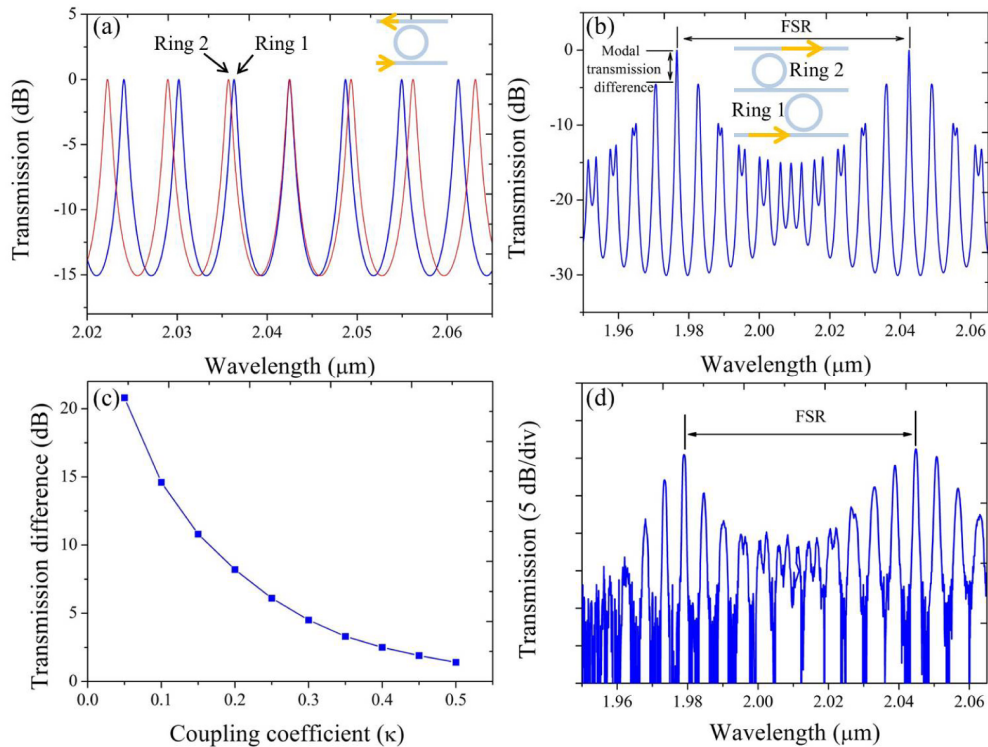 (a)
Ring 2
Ring 1
5
0
-5
-10
-15
Transmission (dB)
2.02
2.03
2.04
2.05
2.06
Wavelength (μm)
(b)
FSR
Modal
transmission
difference
Ring 2
Ring 1
0
-10
-20
-30
Transmission (dB)
1.96
1.98
2.00
2.02
2.04
2.06
Wavelength (μm)
(c)
20
15
10
5
0
Transmission difference (dB)
0.0
0.1
0.2
0.3
0.4
0.5
Coupling coefficient (κ)
(d)
FSR
Transmission (5 dB/div)
1.96
1.98
2.00
2.02
2.04
2.06
Wavelength (μm)